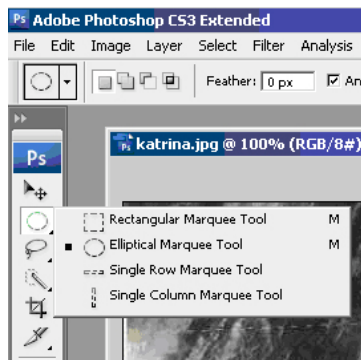 Ps Adobe Photoshop CS3 Extended
File Edit Image Layer Select Filter Analysis
Feather: 0 px
Ps
katrina.jpg @ 100% (RGB/8#)
Rectangular Marquee Tool M
Elliptical Marquee Tool M
Single Row Marquee Tool
Single Column Marquee Tool